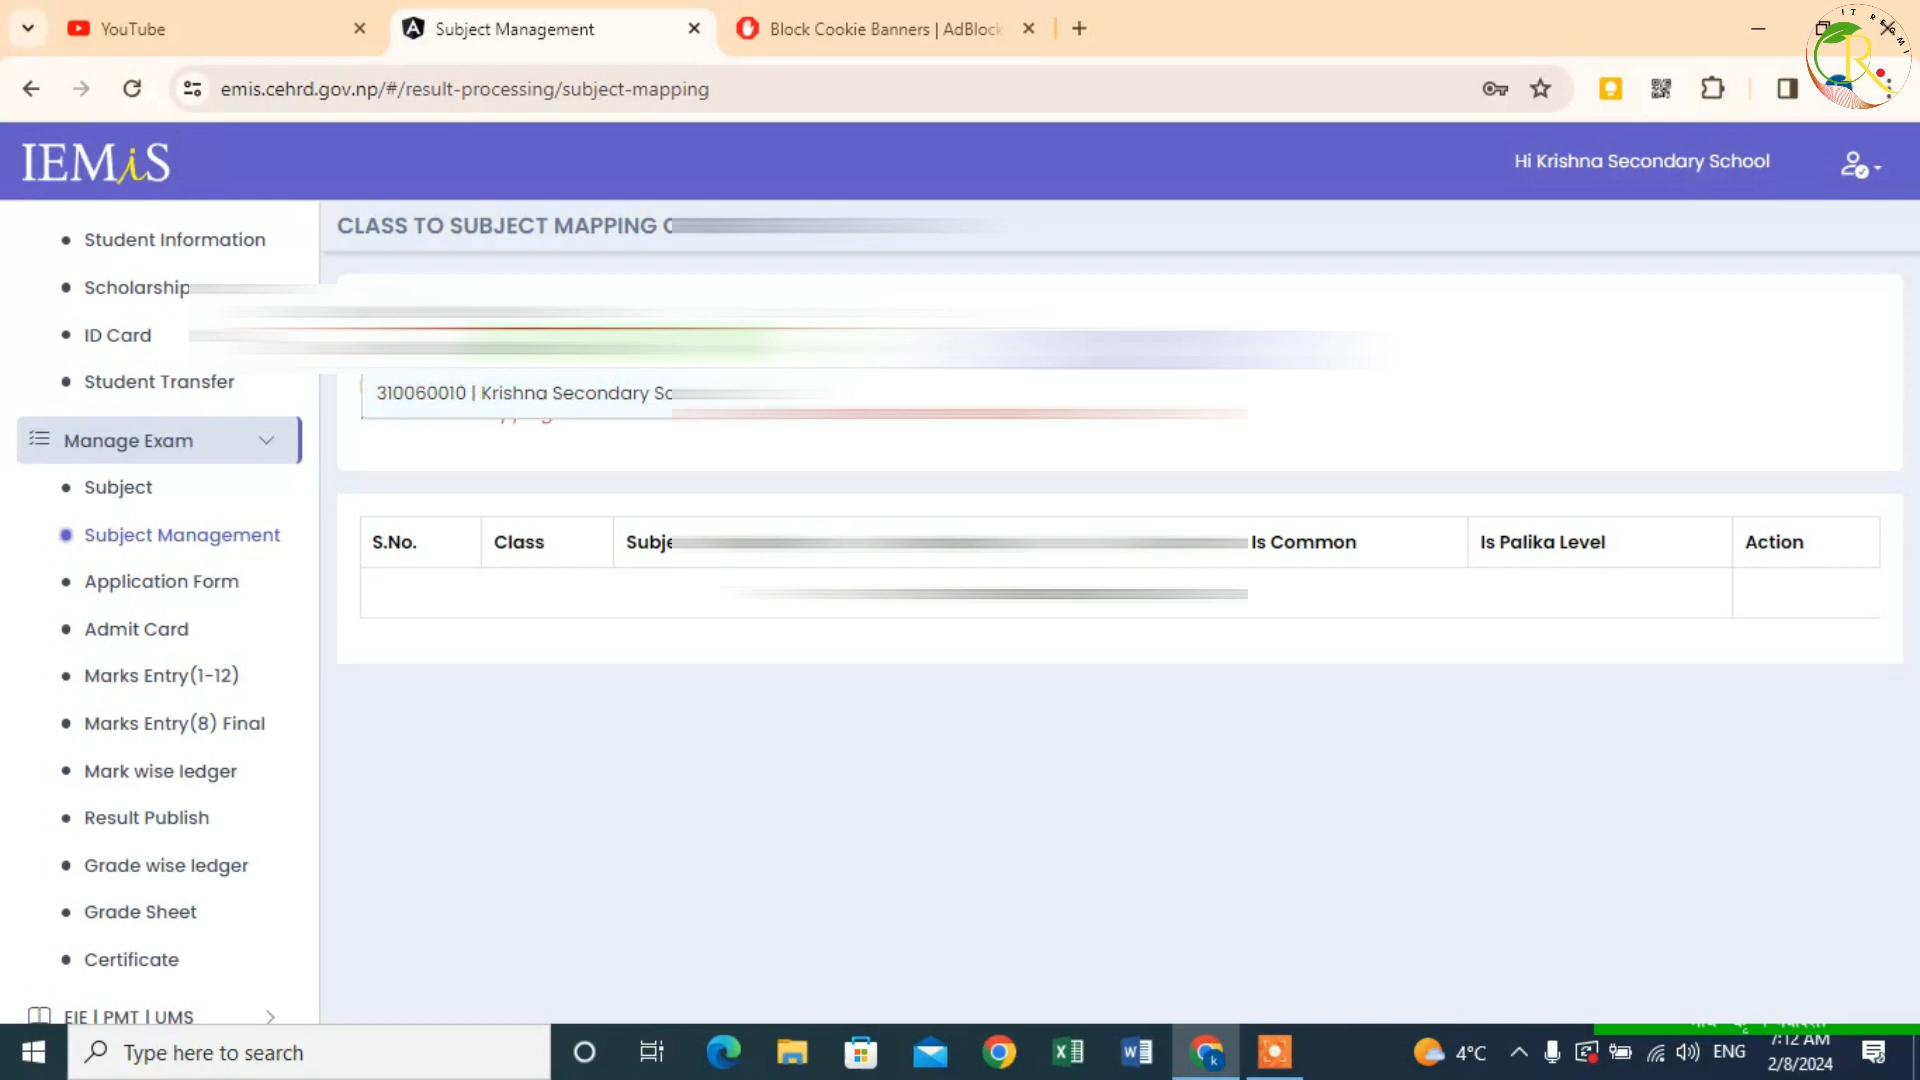 YouTube
Subject Management
Block Cookie Banners | AdBlock
emis.cehrd.gov.np/#/result-processing/subject-mapping
IT REGMI
R
IEMiS
Hi Krishna Secondary School
Student Information
Scholarship
ID Card
Student Transfer
Manage Exam
Subject
Subject Management
Application Form
Admit Card
Marks Entry(1-12)
Marks Entry(8) Final
Mark wise ledger
Result Publish
Grade wise ledger
Grade Sheet
Certificate
EIE | PMT | UMS
CLASS TO SUBJECT MAPPING
310060010 | Krishna Secondary
S.No. Class Is Common Is Palika Level Action
Type here to search
4°C
ENG
7:12 AM
2/8/2024